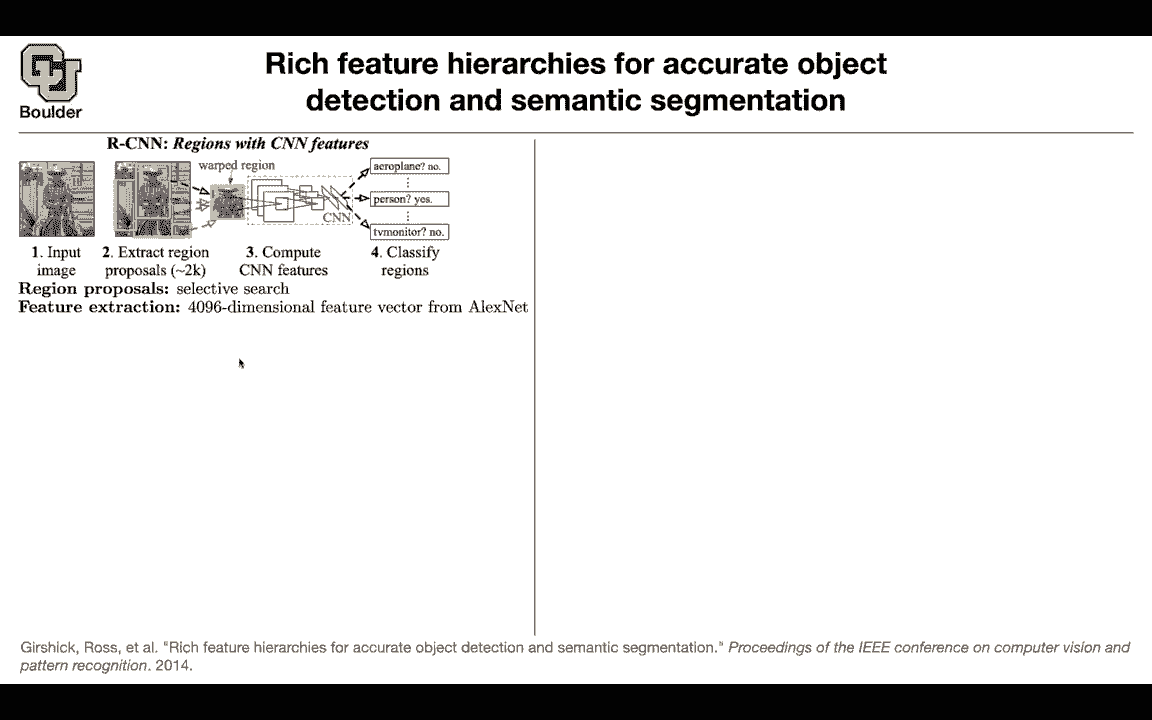 Rich feature hierarchies for accurate object
detection and semantic segmentation
Boulder
R-CNN: Regions with CNN features
warped region
aeroplane? no.
person? yes.
CNN
tvmonitor? no.
1. Input
image
2. Extract region
proposals (~2k)
3. Compute
CNN features
4. Classify
regions
Region proposals: selective search
Feature extraction: 4096-dimensional feature vector from AlexNet
Girshick, Ross, et al. "Rich feature hierarchies for accurate object detection and semantic segmentation." Proceedings of the IEEE conference on computer vision and
pattern recognition. 2014.